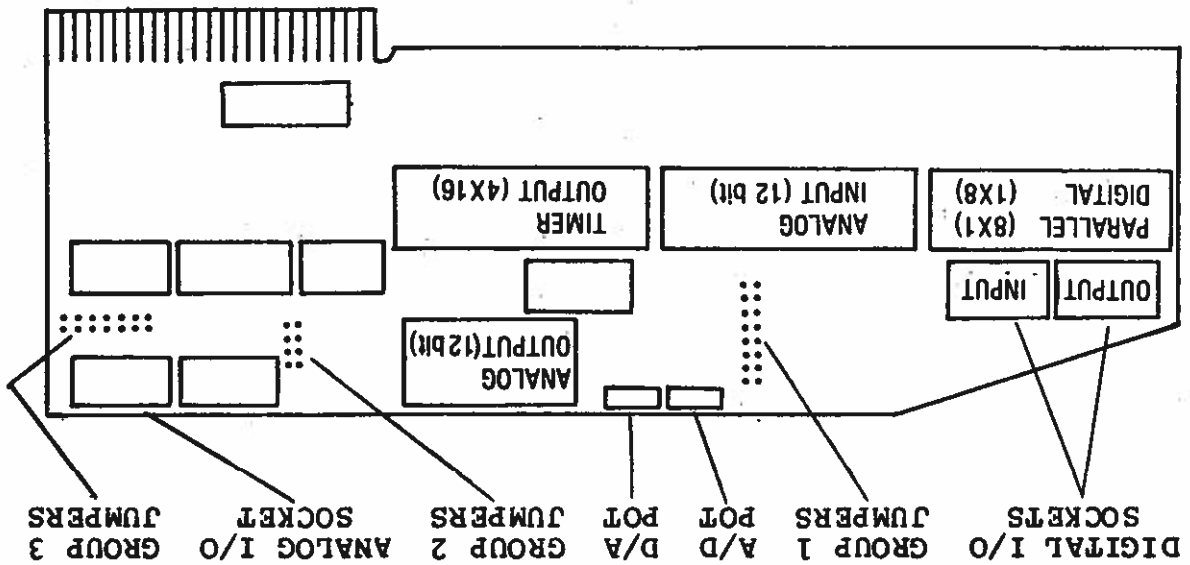 DIGITAL I/O
SOCKETS
GROUP 1
JUMPERS
A/D
POT
D/A
POT
GROUP 2
JUMPERS
ANALOG I/O
SOCKET
GROUP 3
JUMPERS
ANALOG
OUTPUT(12bit)
OUTPUT
INPUT
PARALLEL (8X1)
DIGITAL (1X8)
ANALOG
INPUT (12 bit)
TIMER
OUTPUT (4X16)